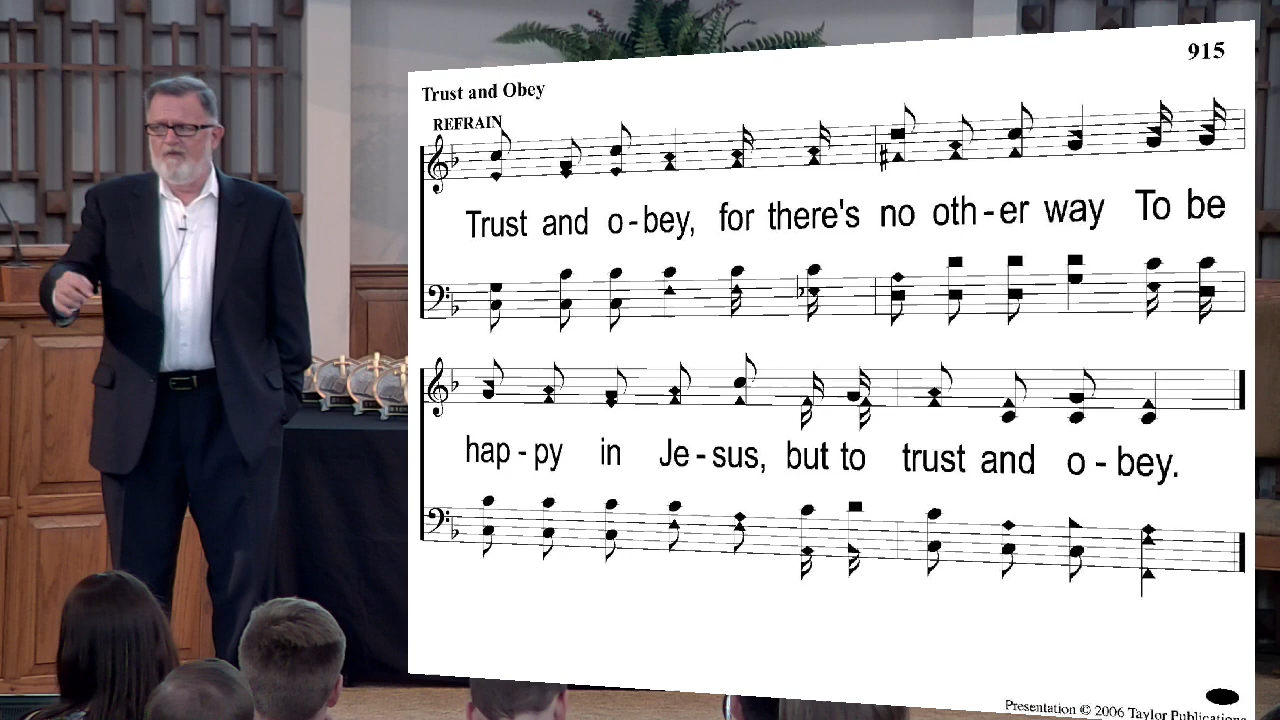 915
Trust and Obey
REFRAIN
Trust and o-bey, for there's no oth-er way To be
hap-py in Je-sus, but to trust and o-bey.
Presentation © 2006 Taylor Publications